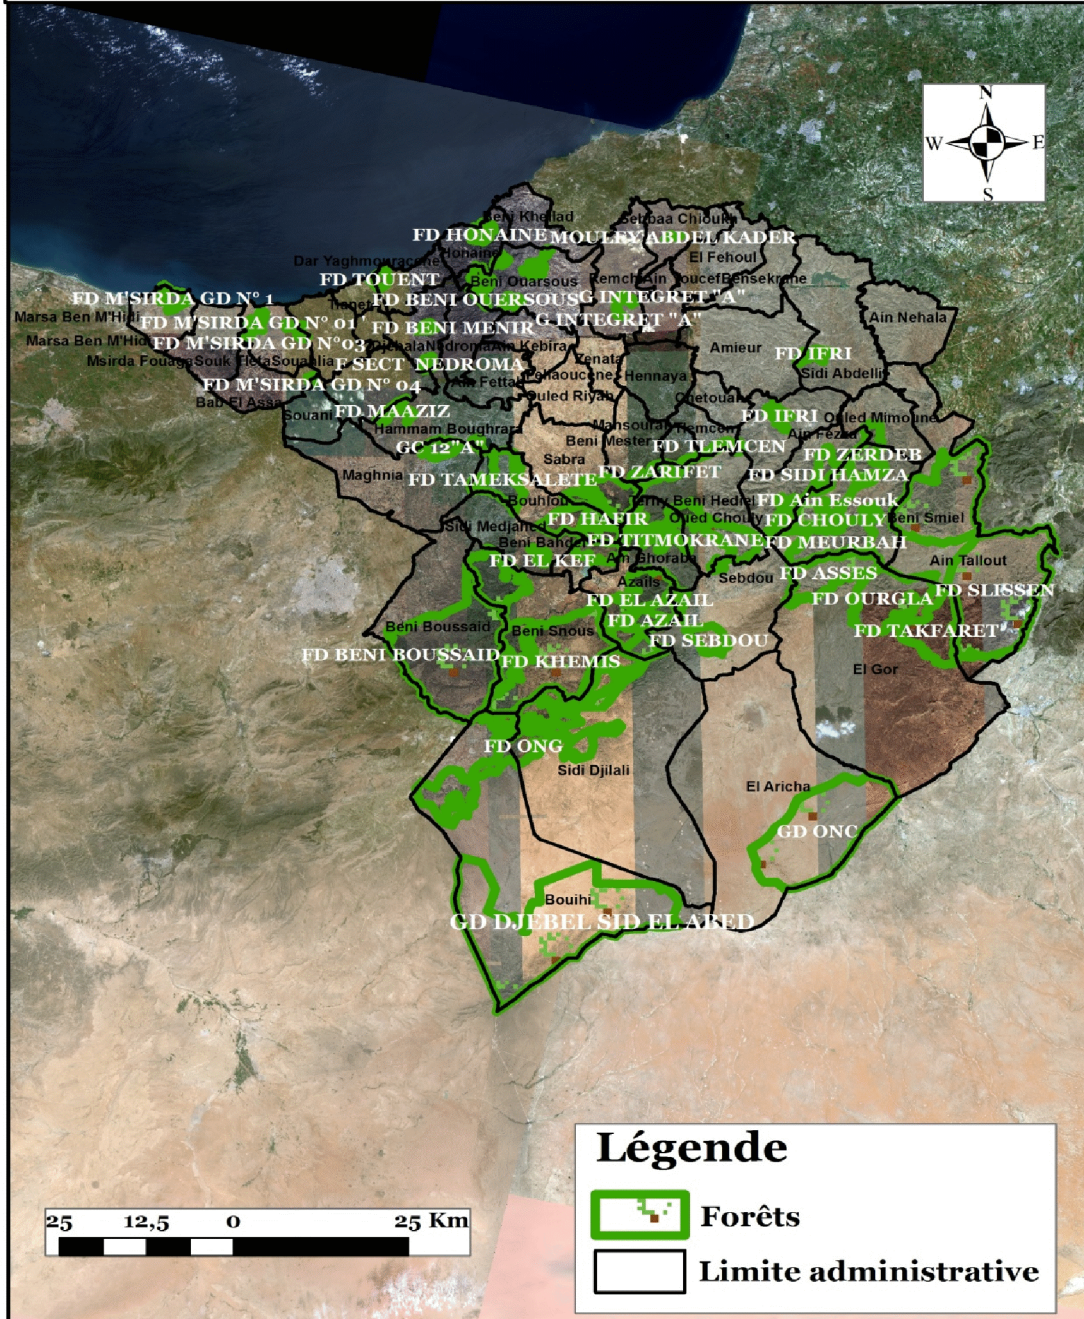 N
W E
S
Beni Khellad
Sebbaa Chioukh
FD HONAINE
MOULEY ABDEL KADER
Honaine
El Fehoul
Dar Yaghmouracene
FD TOUENT
Beni Ouarsous
Remchi
Ain Youcef
Bensekrane
FD M'SIRDA GD N° 1
Tianet
FD BENI OUERSOUS
G INTEGRET "A"
Marsa Ben M'Hidi
FD M'SIRDA GD N° 01
FD BENI MENIR
G INTEGRET "A"
Ain Nehala
Marsa Ben M'Hidi
FD M'SIRDA GD N°03
Djebala
Nedroma
Ain Kebira
Amieur
FD IFRI
Msirda Fouaga
Souk Tleta
Souahlia
F SECT NEDROMA
Zenata
Sidi Abdelli
FD M'SIRDA GD N° 04
Ain Fettah
Fehaoucene
Hennaya
Bab El Assa
Ouled Riyah
Chetouane
Souani
FD MAAZIZ
FD IFRI
Ouled Mimoune
Hammam Boughrara
Mansourah
Tlemcen
Ain Fezza
GC 12"A"
Beni Mester
FD TLEMCEN
FD ZERDEB
Maghnia
Sabra
FD TAMEKSALETE
FD ZARIFET
FD SIDI HAMZA
Bouhlou
Terny Beni Hediel
FD Ain Essouk
Sidi Medjahed
FD HAFIR
Oued Chouly
FD CHOULY
Beni Smiel
Beni Bahdel
FD TITMOKRANE
FD MEURBAH
FD EL KEF
Ain Ghoraba
Ain Tallout
Azails
Sebdou
FD ASSES
FD EL AZAIL
FD OURGLA
FD SLISSEN
FD AZAIL
Beni Boussaid
Beni Snous
FD SEBDOU
FD TAKFARET
FD BENI BOUSSAID
FD KHEMIS
El Gor
FD ONG
Sidi Djilali
El Aricha
GD ONC
Bouihi
GD DJEBEL SID EL ABED
Légende
Forêts
Limite administrative
25 12,5 0 25 Km